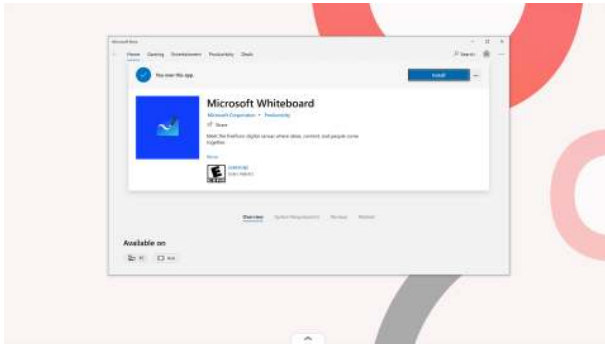 Microsoft Store
Home Gaming Entertainment Productivity Deals Search
You own this app. Install
Microsoft Whiteboard
Microsoft Corporation • Productivity
Share
Meet the freeform digital canvas where ideas, content, and people come
together.
More
E EVERYONE
Overview System Requirements Reviews Related
Available on
PC Hub